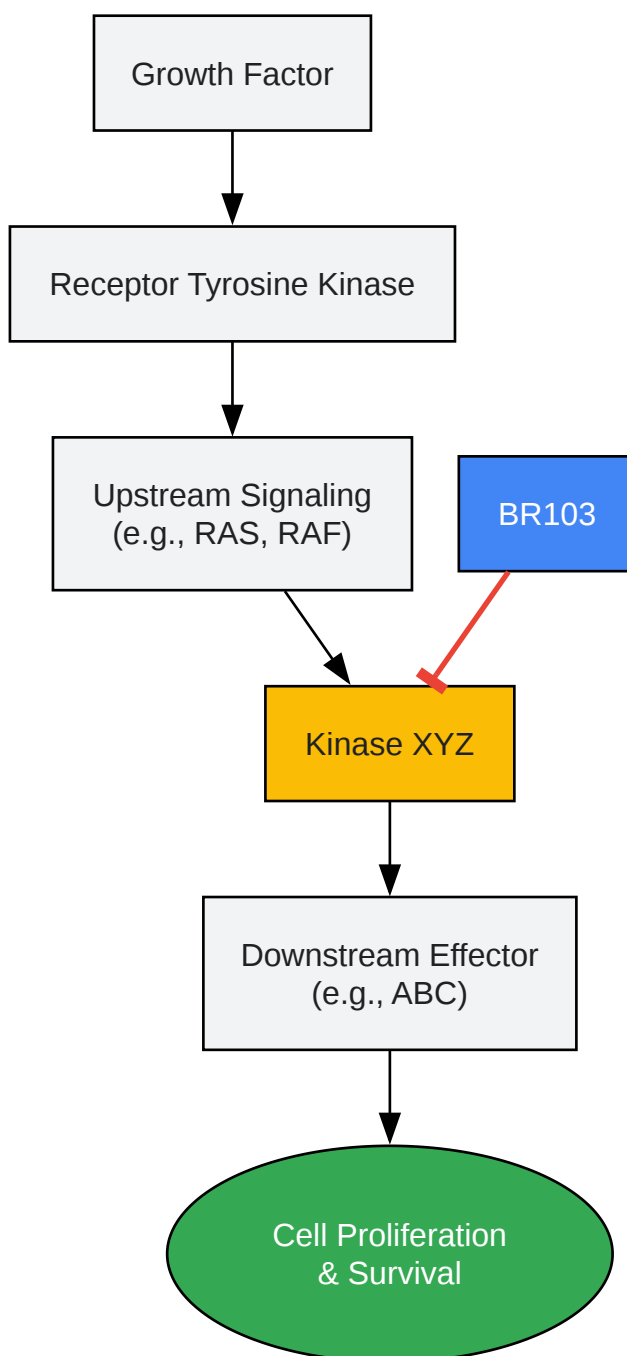 Growth Factor
Receptor Tyrosine Kinase
Upstream Signaling
(e.g., RAS, RAF)
BR103
Kinase XYZ
Downstream Effector
(e.g., ABC)
Cell Proliferation
& Survival